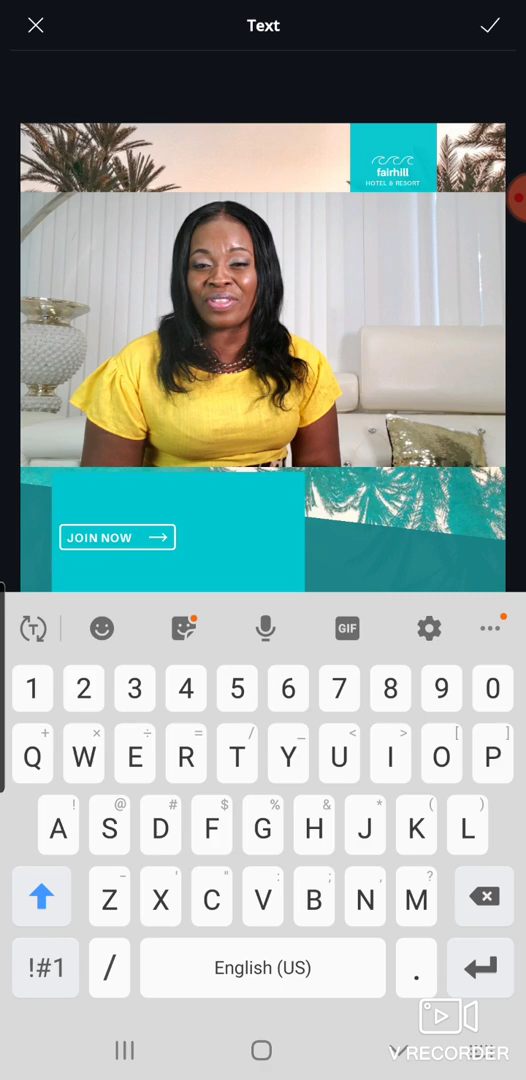 Text
fairhill
HOTEL & RESORT
JOIN NOW
GIF
1 2 3 4 5 6 7 8 9 0
+ × ÷ = / _ < > [ ]
Q W E R T Y U I O P
! @ # $ % & * ( )
A S D F G H J K L
- ' " : ; , ?
Z X C V B N M
!#1 / English (US) .
V RECORDER